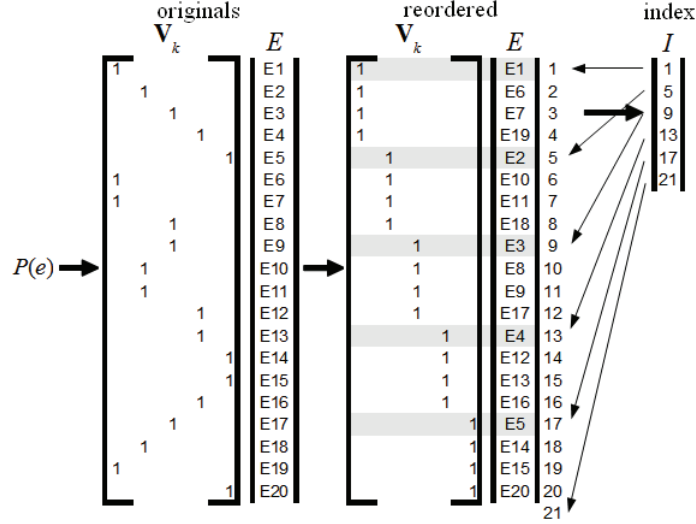 originals reordered index
V_k E V_k E I
1 E1 1 E1 1 1
1 E2 1 E6 2 5
1 E3 1 E7 3 9
1 E4 1 E19 4 13
1 E5 1 E2 5 17
1 E6 1 E10 6 21
1 E7 1 E11 7
1 E8 1 E18 8
1 E9 1 E3 9
P(e) 1 E10 1 E8 10
1 E11 1 E9 11
1 E12 1 E17 12
1 E13 1 E4 13
1 E14 1 E12 14
1 E15 1 E13 15
1 E16 1 E16 16
1 E17 1 E5 17
1 E18 1 E14 18
1 E19 1 E15 19
1 E20 1 E20 20
21